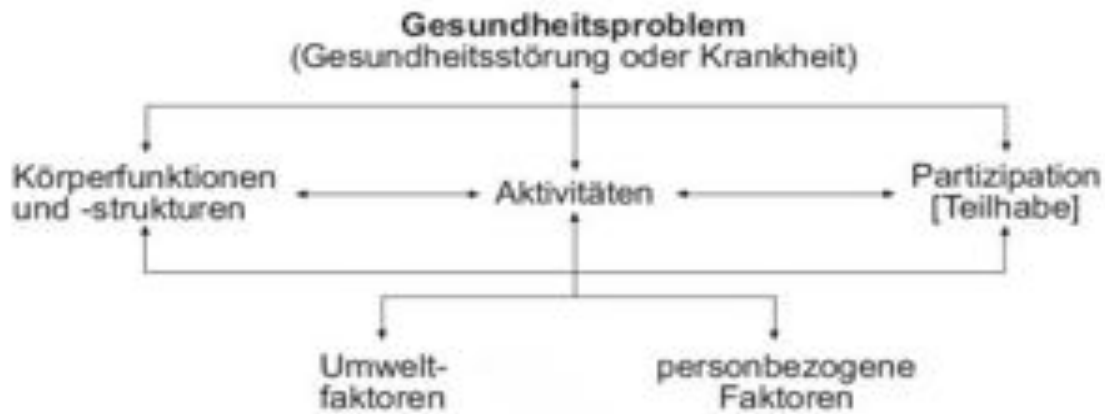 Gesundheitsproblem
(Gesundheitsstörung oder Krankheit)
Körperfunktionen
und -strukturen
Aktivitäten
Partizipation
[Teilhabe]
Umwelt-
faktoren
personbezogene
Faktoren